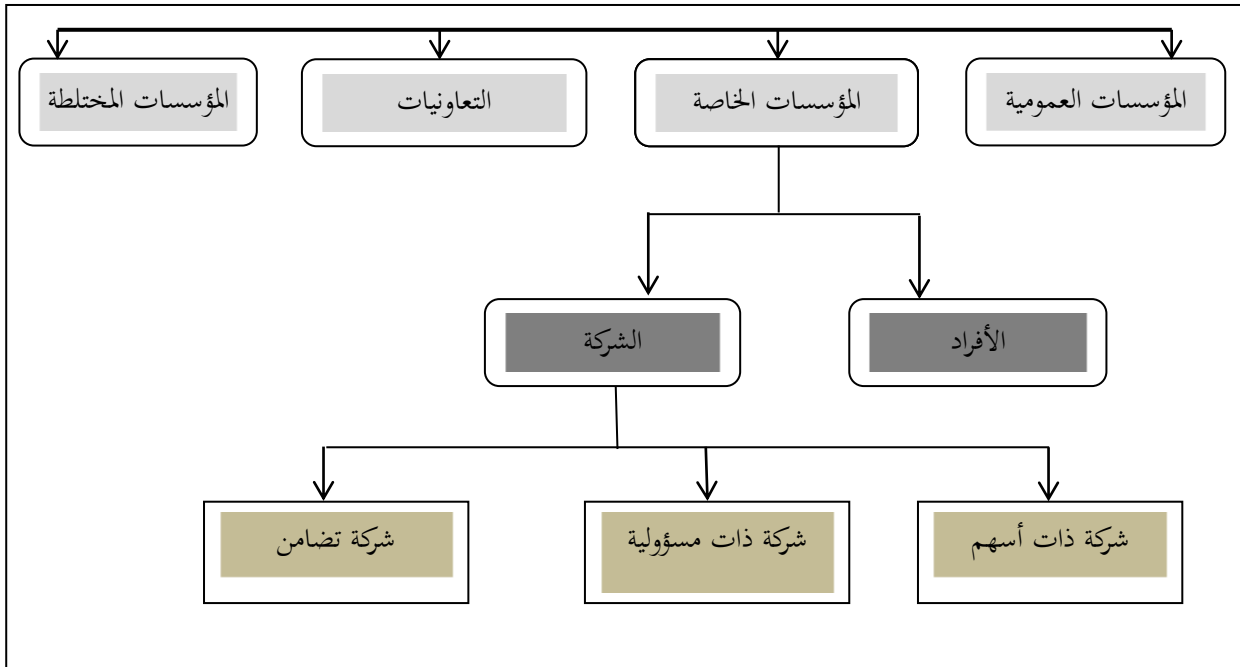 المؤسسات العمومية
المؤسسات الخاصة
التعاونيات
المؤسسات المختلطة
الأفراد
الشركة
شركة ذات أسهم
شركة ذات مسؤولية
شركة تضامن